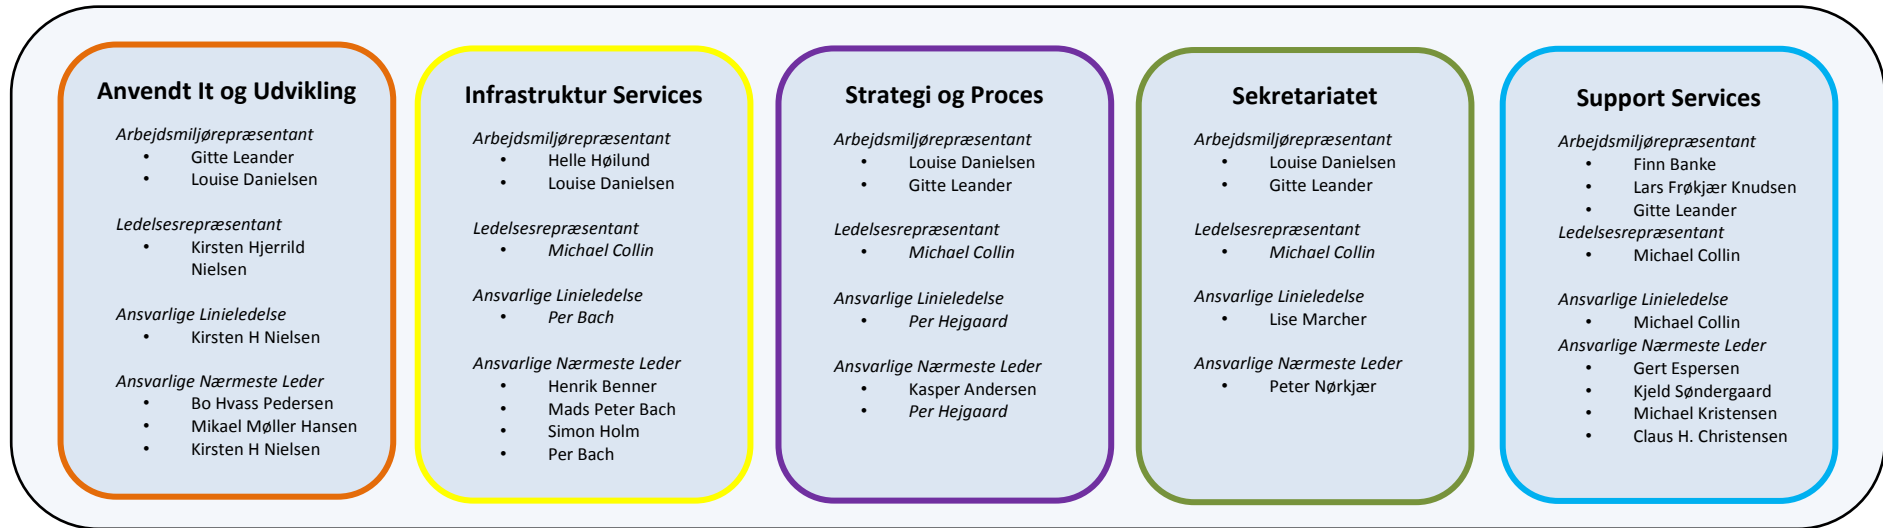 Anvendt It og Udvikling
Arbejdsmiljørepræsentant
• Gitte Leander
• Louise Danielsen
Ledelsesrepræsentant
• Kirsten Hjerrild
Nielsen
Ansvarlige Linieledelse
• Kirsten H Nielsen
Ansvarlige Nærmeste Leder
• Bo Hvass Pedersen
• Mikael Møller Hansen
• Kirsten H Nielsen
Infrastruktur Services
Arbejdsmiljørepræsentant
• Helle Høilund
• Louise Danielsen
Ledelsesrepræsentant
• Michael Collin
Ansvarlige Linieledelse
• Per Bach
Ansvarlige Nærmeste Leder
• Henrik Benner
• Mads Peter Bach
• Simon Holm
• Per Bach
Strategi og Proces
Arbejdsmiljørepræsentant
• Louise Danielsen
• Gitte Leander
Ledelsesrepræsentant
• Michael Collin
Ansvarlige Linieledelse
• Per Hejgaard
Ansvarlige Nærmeste Leder
• Kasper Andersen
• Per Hejgaard
Sekretariatet
Arbejdsmiljørepræsentant
• Louise Danielsen
• Gitte Leander
Ledelsesrepræsentant
• Michael Collin
Ansvarlige Linieledelse
• Lise Marcher
Ansvarlige Nærmeste Leder
• Peter Nørkjær
Support Services
Arbejdsmiljørepræsentant
• Finn Banke
• Lars Frøkjær Knudsen
• Gitte Leander
Ledelsesrepræsentant
• Michael Collin
Ansvarlige Linieledelse
• Michael Collin
Ansvarlige Nærmeste Leder
• Gert Espersen
• Kjeld Søndergaard
• Michael Kristensen
• Claus H. Christensen